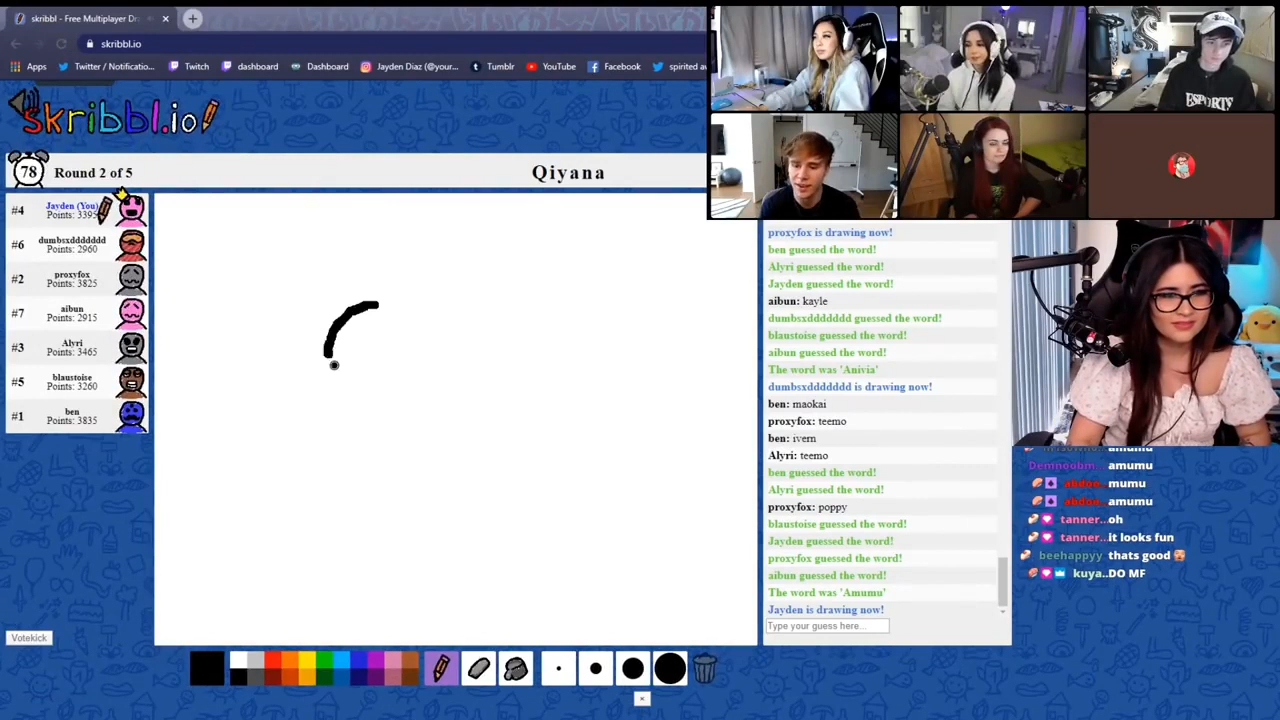 skribbl - Free Multiplayer Dr
skribbl.io
Apps
Twitter / Notificatio...
Twitch
dashboard
Dashboard
Jayden Diaz (@your...
Tumblr
YouTube
Facebook
spirited av
skribbl.io
78
Round 2 of 5
Qiyana
#4
Jayden (You)
Points: 3395
#6
dumbsxddddddd
Points: 2960
#2
proxyfox
Points: 3825
#7
aibun
Points: 2915
#3
Alyri
Points: 3465
#5
blaustoise
Points: 3260
#1
ben
Points: 3835
Votekick
ESPORTS
proxyfox is drawing now!
ben guessed the word!
Alyri guessed the word!
Jayden guessed the word!
aibun: kayle
dumbsxddddddd guessed the word!
blaustoise guessed the word!
aibun guessed the word!
The word was 'Anivia'
dumbsxddddddd is drawing now!
ben: maokai
proxyfox: teemo
ben: ivern
Alyri: teemo
ben guessed the word!
Alyri guessed the word!
proxyfox: poppy
blaustoise guessed the word!
Jayden guessed the word!
proxyfox guessed the word!
aibun guessed the word!
The word was 'Amumu'
Jayden is drawing now!
Type your guess here...
amumu
Demnoobm... amumu
abdoo.. mumu
abdoo.. amumu
tanner...oh
tanner...it looks fun
beehappyy thats good
kuya..DO MF